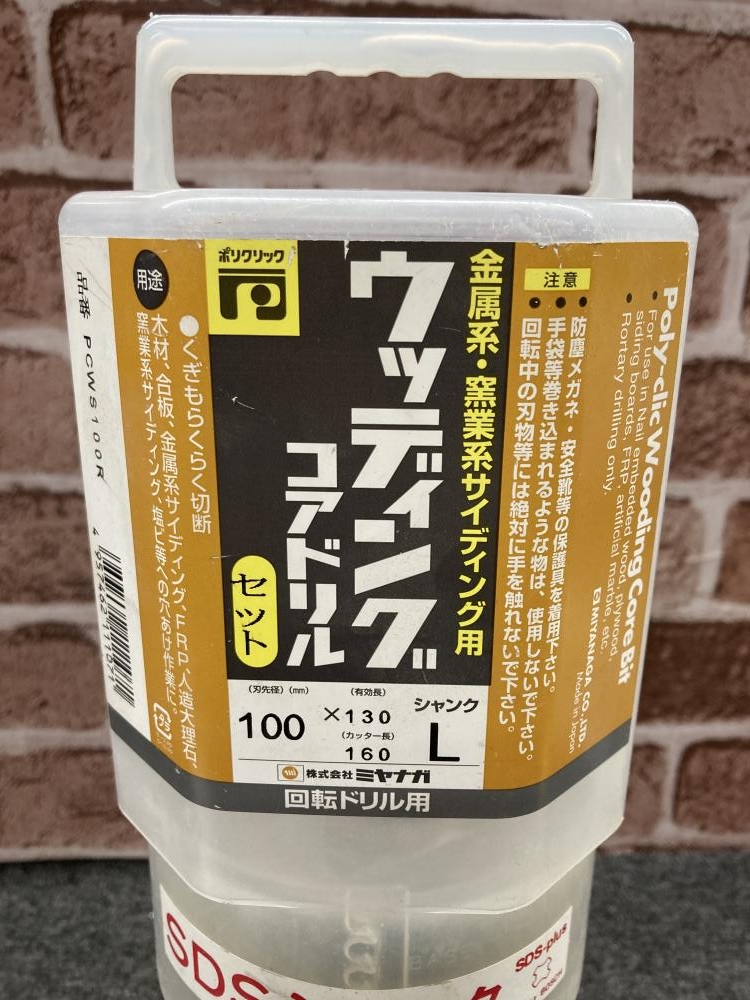 品番 PCWS100R
4 957462 111071
用途
●くぎもらくらく切断
木材、合板、金属系サイディング、FRP、人造大理石、
窯業系サイディング、塩ビ等への穴あけ作業に。
ポリクリック
金属系・窯業系サイディング用
ウッディング
コアドリル
セット
(刃先径) (mm)
100
×
(有効長)
130
(カッター長)
160
シャンク
L
株式会社 ミヤナガ
回転ドリル用
注意
●防塵メガネ・安全靴等の保護具を着用下さい。
●手袋等巻き込まれるような物は、使用しないで下さい。
●回転中の刃物等には絶対に手を触れないで下さい。
Poly-clic Wooding Core Bit
• For use in Nail embedded wood, plywood,
siding boards, FRP, artificial marble, etc.
• Rortary drilling only.
MIYANAGA CO., LTD.
Made in Japan
SDS
SDS-plus
BOSCH